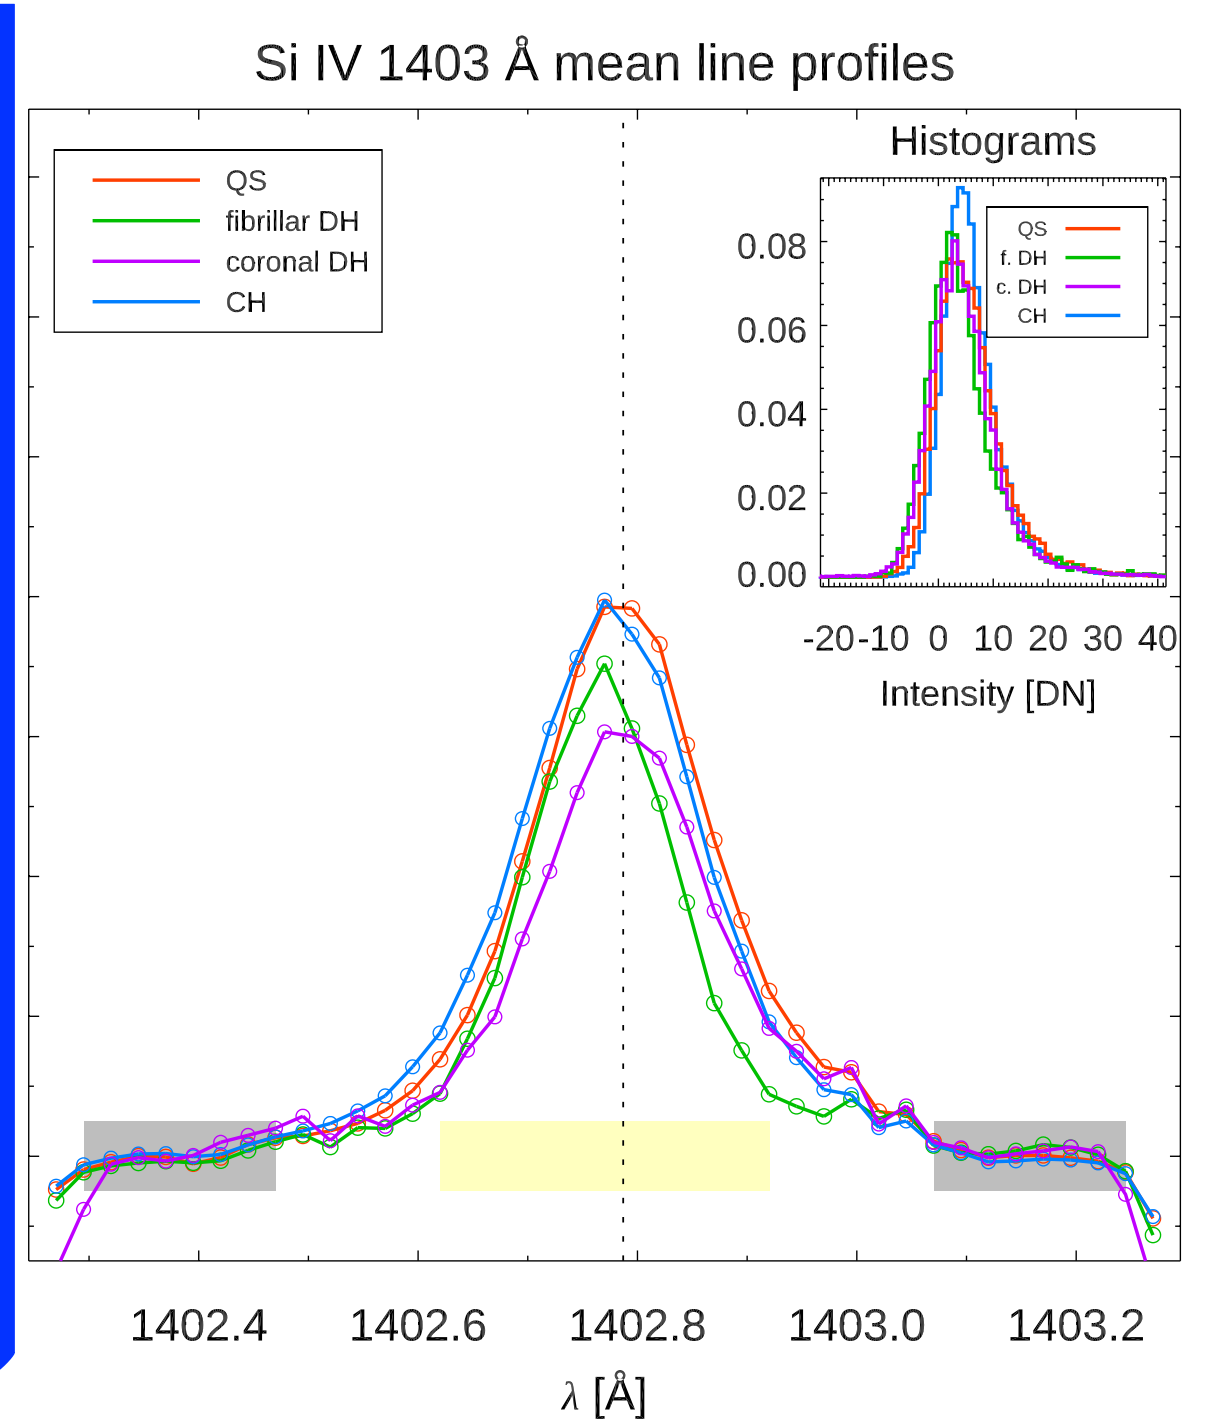 Si IV 1403 Å mean line profiles
QS
fibrillar DH
coronal DH
CH
Histograms
QS
f. DH
c. DH
CH
0.08
0.06
0.04
0.02
0.00
-20 -10 0 10 20 30 40
Intensity [DN]
1402.4 1402.6 1402.8 1403.0 1403.2
λ [Å]